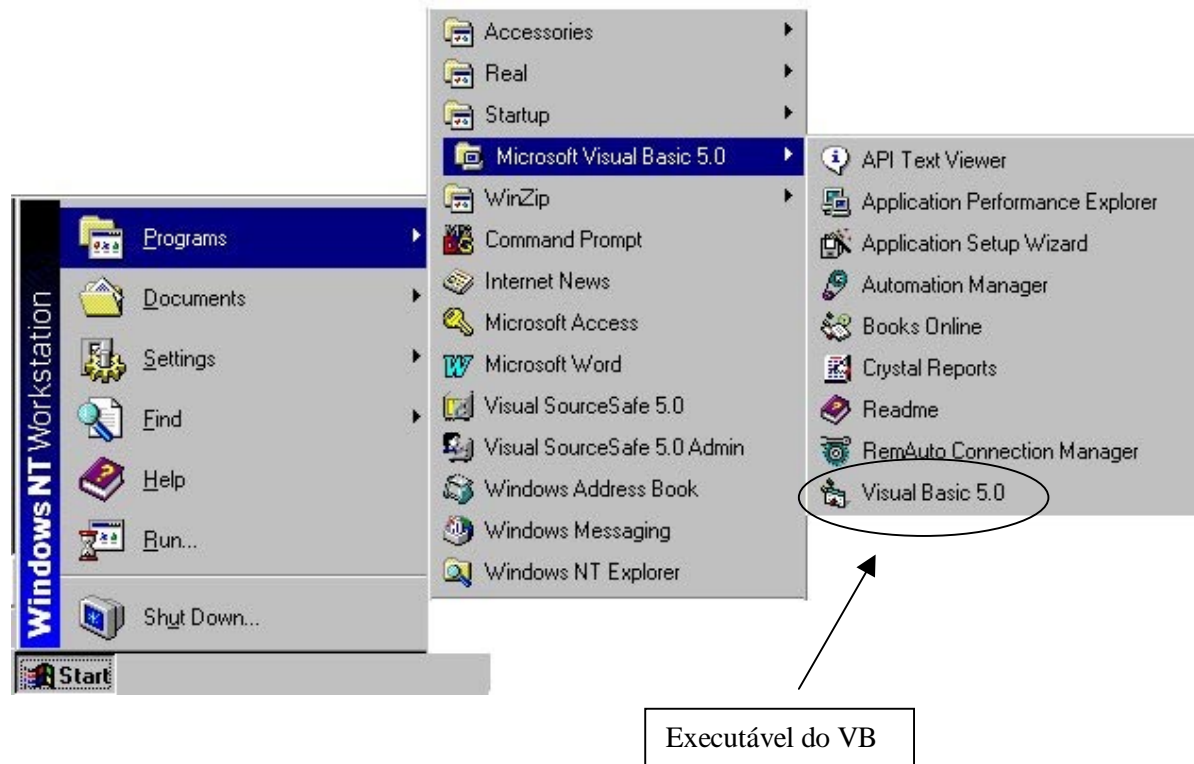 Accessories
Real
Startup
Microsoft Visual Basic 5.0
WinZip
Command Prompt
Internet News
Microsoft Access
Microsoft Word
Visual SourceSafe 5.0
Visual SourceSafe 5.0 Admin
Windows Address Book
Windows Messaging
Windows NT Explorer
API Text Viewer
Application Performance Explorer
Application Setup Wizard
Automation Manager
Books Online
Crystal Reports
Readme
RemAuto Connection Manager
Visual Basic 5.0
Windows NT Workstation
Programs
Documents
Settings
Find
Help
Run...
Shut Down...
Start
Executável do VB